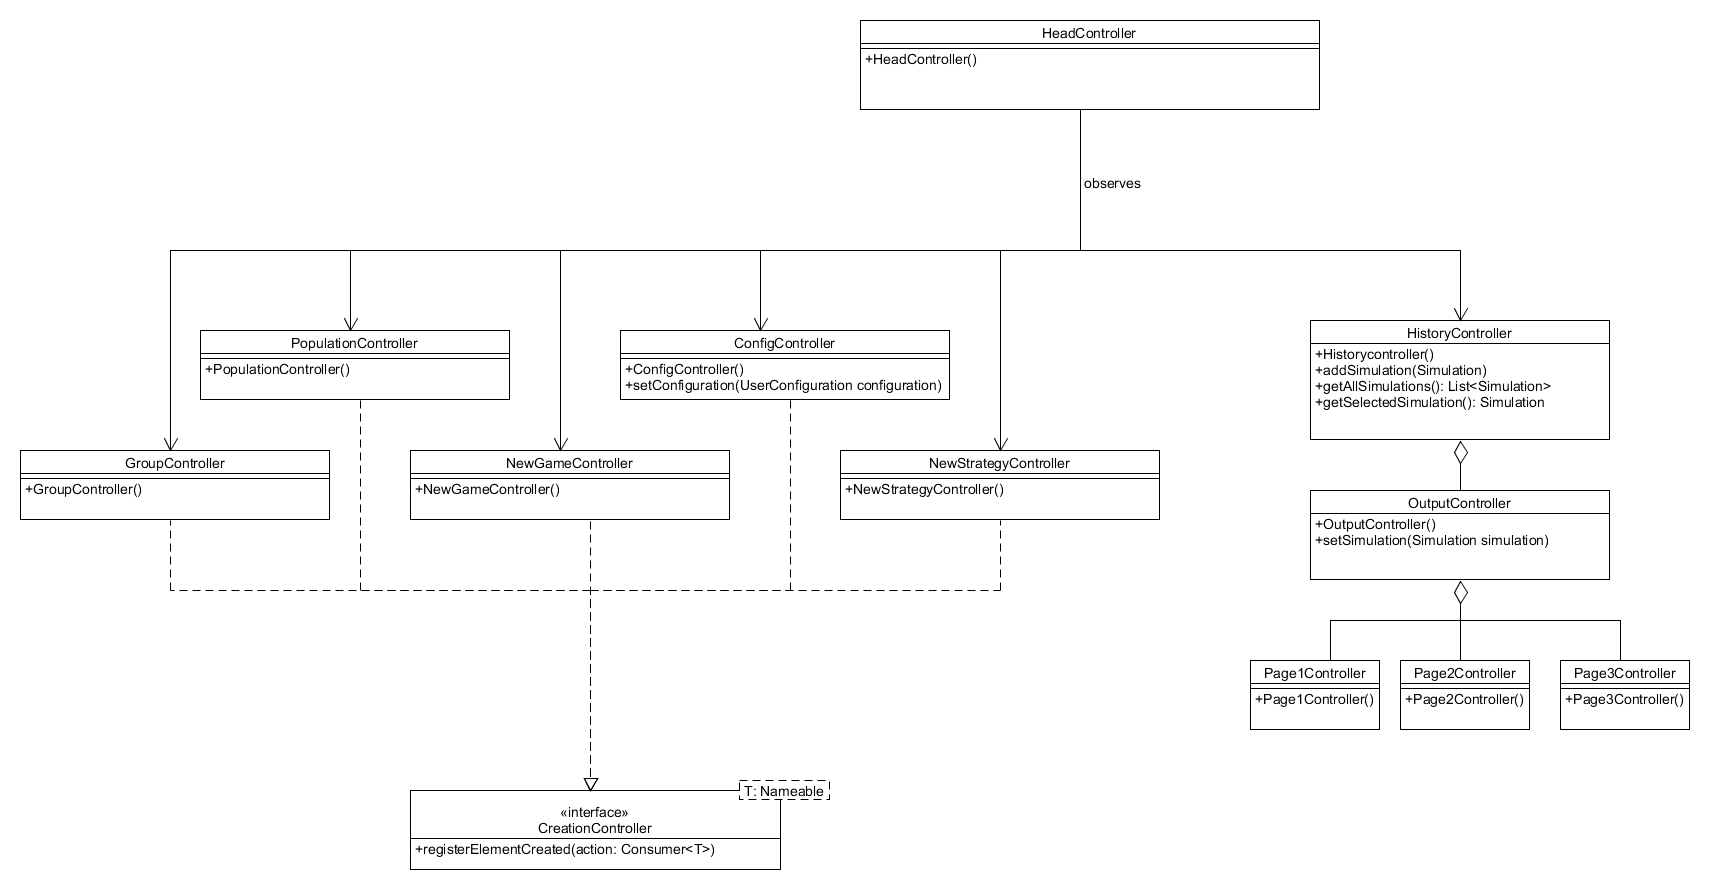 HeadController
+HeadController()
observes
PopulationController
+PopulationController()
ConfigController
+ConfigController()
+setConfiguration(UserConfiguration configuration)
HistoryController
+Historycontroller()
+addSimulation(Simulation)
+getAllSimulations(): List<Simulation>
+getSelectedSimulation(): Simulation
GroupController
+GroupController()
NewGameController
+NewGameController()
NewStrategyController
+NewStrategyController()
OutputController
+OutputController()
+setSimulation(Simulation simulation)
Page1Controller
+Page1Controller()
Page2Controller
+Page2Controller()
Page3Controller
+Page3Controller()
T: Nameable
«interface»
CreationController
+registerElementCreated(action: Consumer<T>)